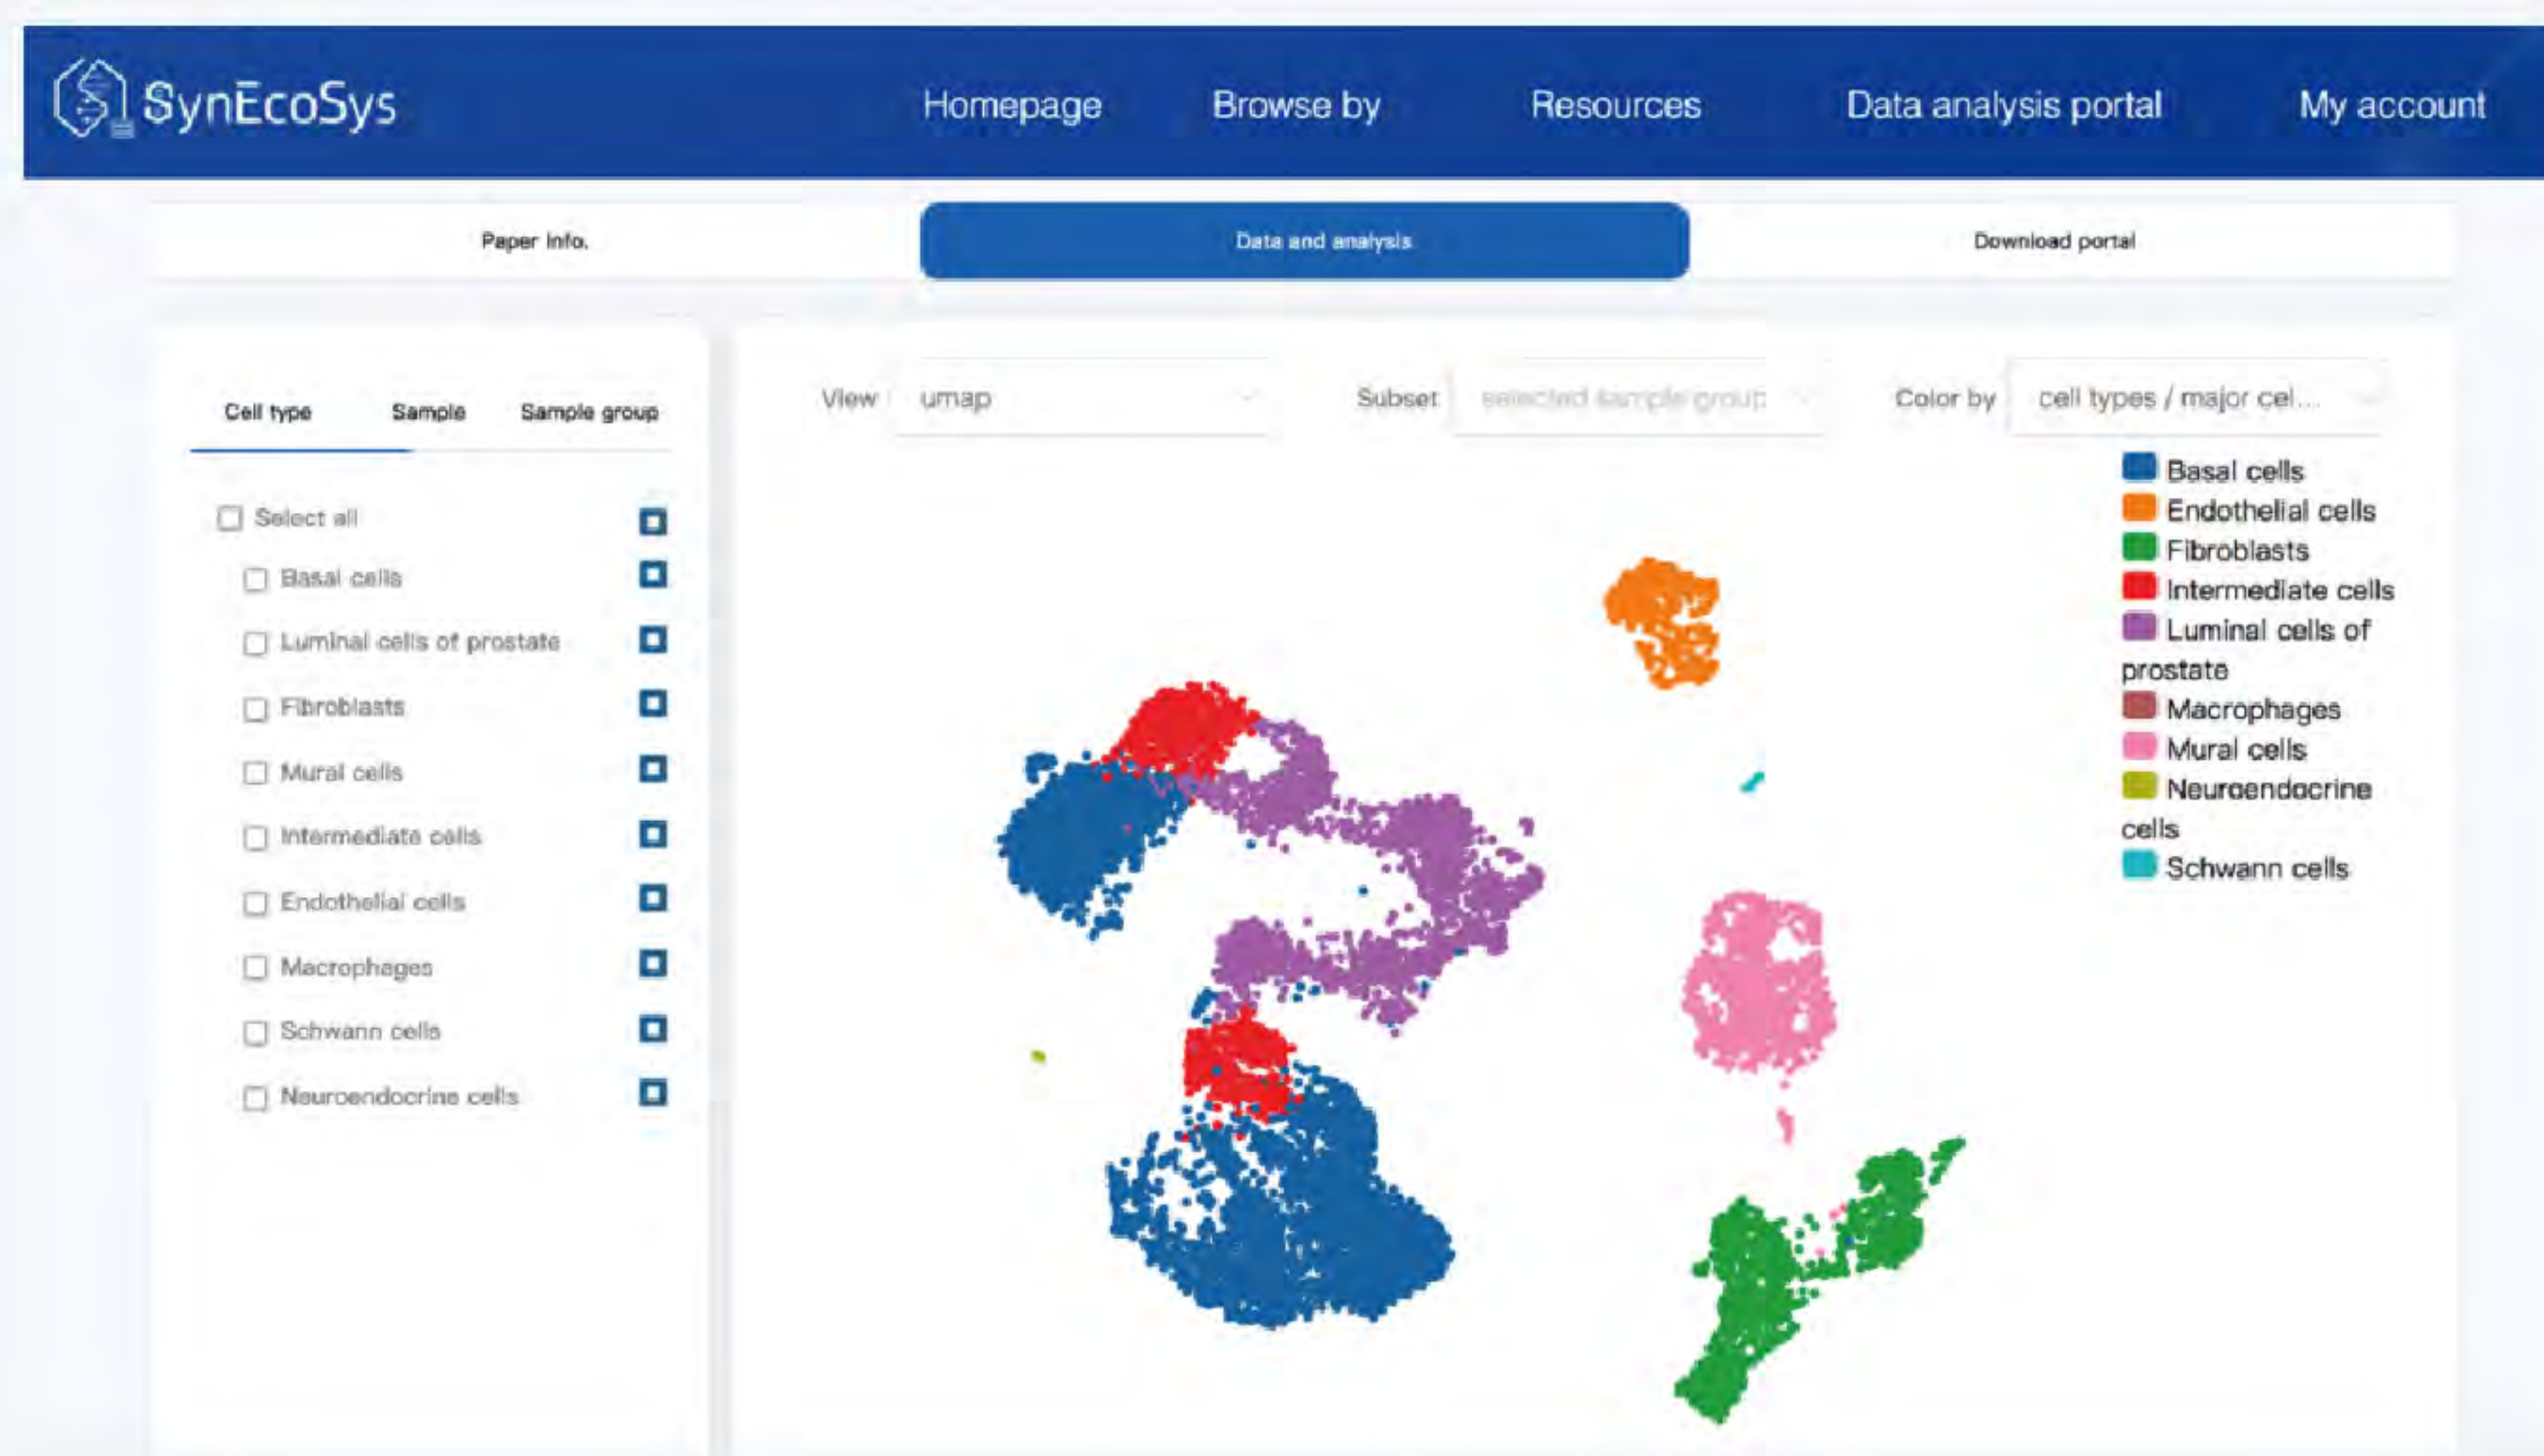 SynEcoSys
Homepage Browse by Resources Data analysis portal My account
Paper info. Data and analysis Download portal
Cell type Sample Sample group
Select all
Basal cells
Luminal cells of prostate
Fibroblasts
Mural cells
Intermediate cells
Endothelial cells
Macrophages
Schwann cells
Neuroendocrine cells
View umap Subset selected sample group Color by cell types / major cel...
Basal cells
Endothelial cells
Fibroblasts
Intermediate cells
Luminal cells of
prostate
Macrophages
Mural cells
Neuroendocrine
cells
Schwann cells